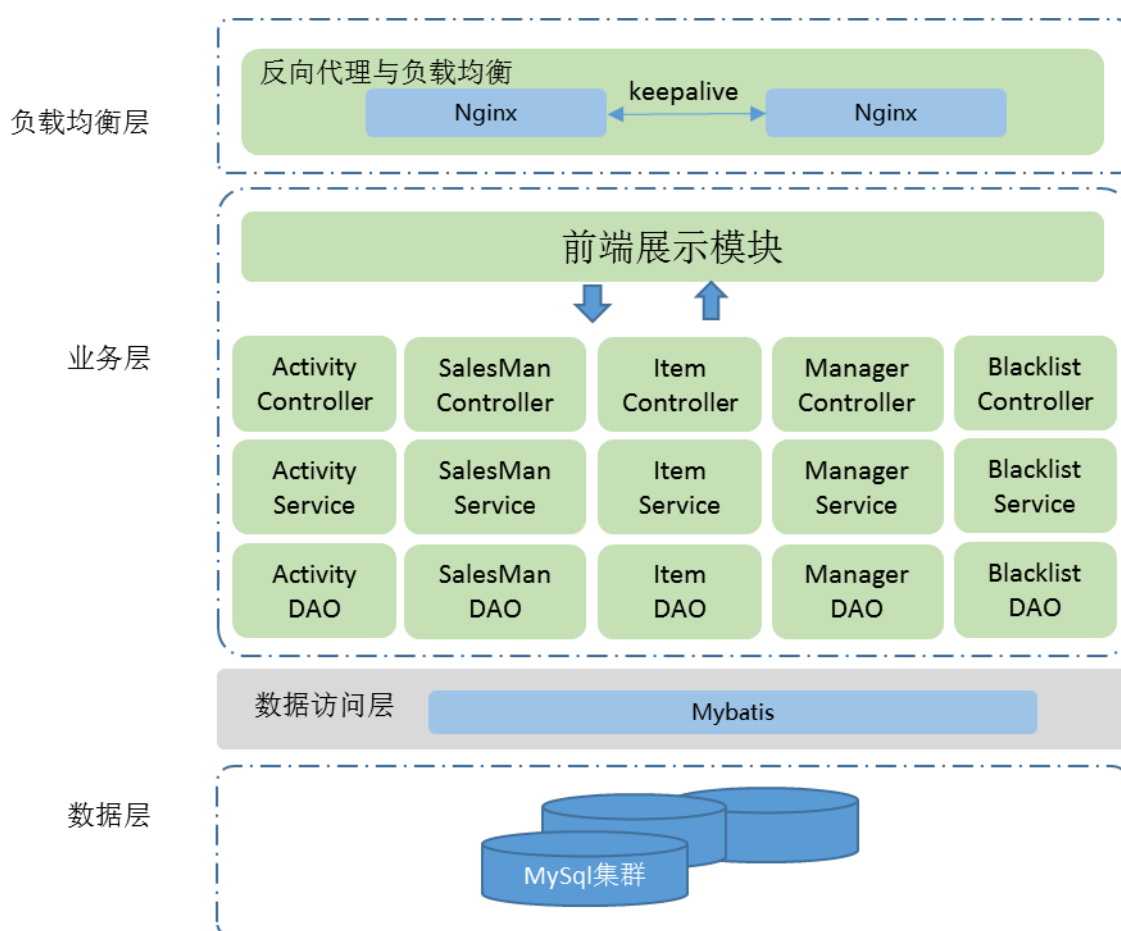 反向代理与负载均衡
负载均衡层
Nginx
keepalive
Nginx
前端展示模块
业务层
Activity
Controller
SalesMan
Controller
Item
Controller
Manager
Controller
Blacklist
Controller
Activity
Service
SalesMan
Service
Item
Service
Manager
Service
Blacklist
Service
Activity
DAO
SalesMan
DAO
Item
DAO
Manager
DAO
Blacklist
DAO
数据访问层
Mybatis
数据层
MySql集群